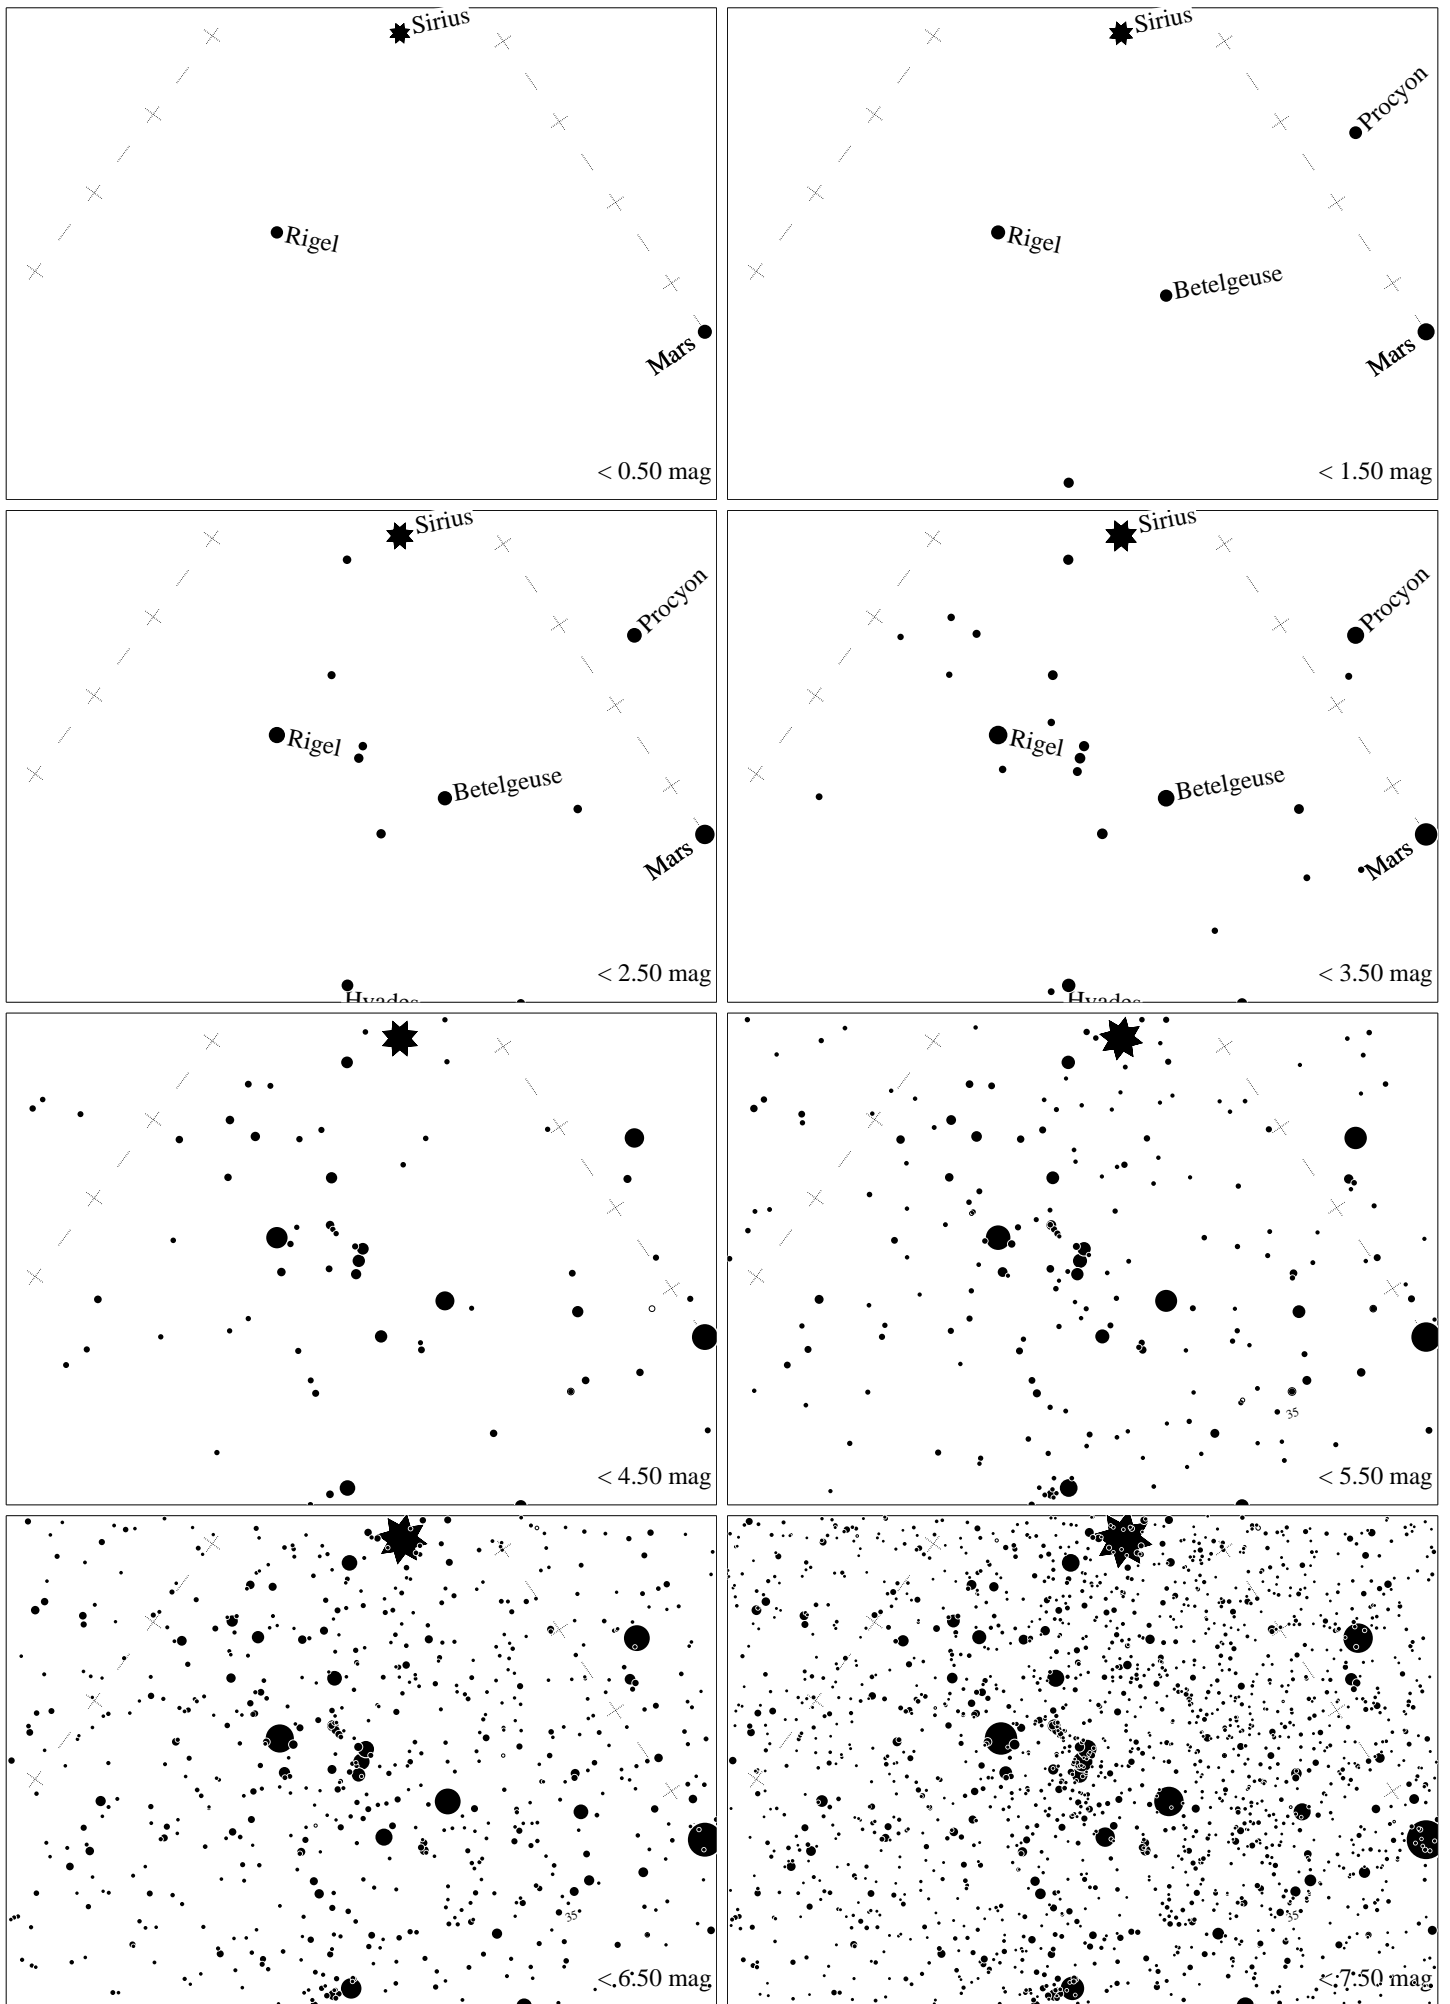 Sirius
Rigel
Mars
< 0.50 mag
Sirius
Procyon
Rigel
Betelgeuse
Mars
< 1.50 mag
Sirius
Procyon
Rigel
Betelgeuse
Mars
< 2.50 mag
Hyades
Sirius
Procyon
Rigel
Betelgeuse
Mars
< 3.50 mag
Hyades
< 4.50 mag
35
< 5.50 mag
35
< 6.50 mag
35
< 7.50 mag